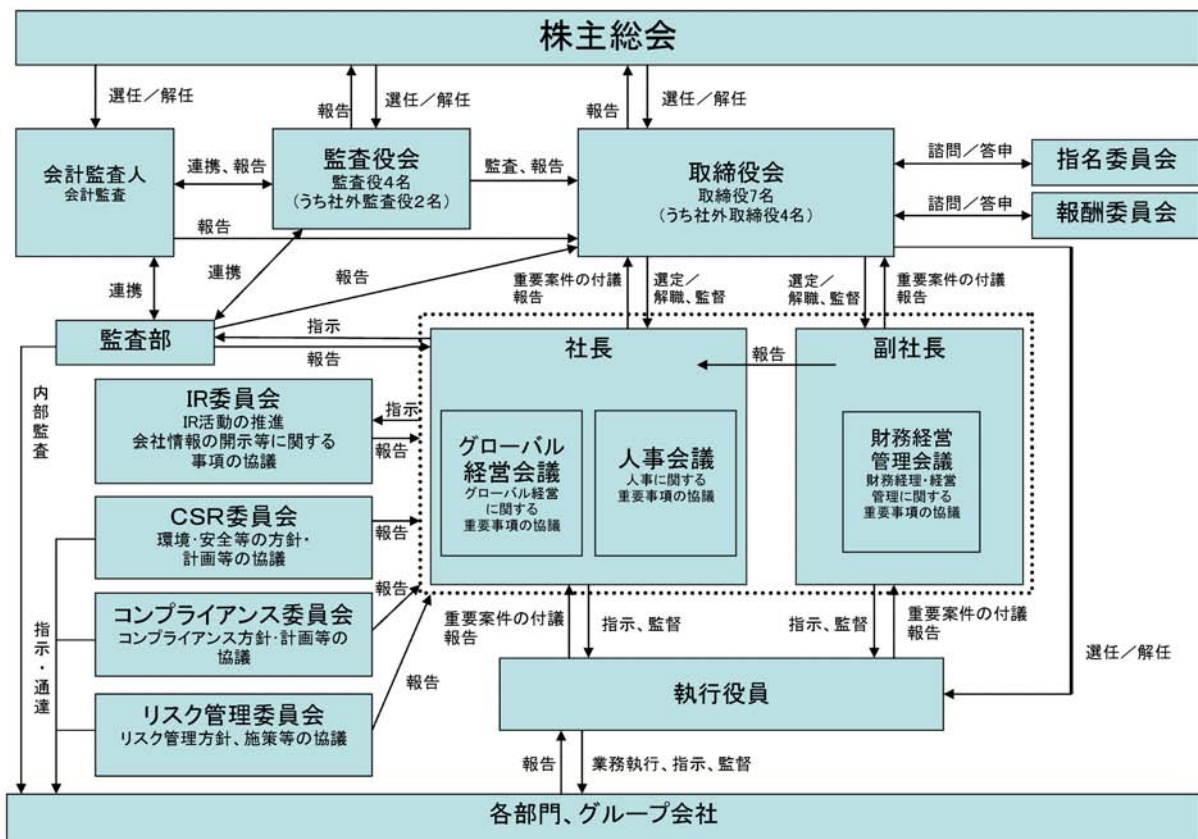 株主総会
選任／解任
報告
選任／解任
報告
選任／解任
会計監査人
会計監査
連携、報告
監査役会
監査役4名
(うち社外監査役2名)
監査、報告
取締役会
取締役7名
(うち社外取締役4名)
諮問／答申
指名委員会
諮問／答申
報酬委員会
報告
連携
連携
報告
重要案件の付議
報告
選定／
解職、監督
選定／
解職、監督
重要案件の付議
報告
監査部
指示
報告
社長
報告
副社長
内部監査
IR委員会
IR活動の推進
会社情報の開示等に関する
事項の協議
指示
報告
グローバル
経営会議
グローバル経営
に関する
重要事項の協議
人事会議
人事に関する
重要事項の協議
財務経営
管理会議
財務経理・経営
管理に関する
重要事項の協議
CSR委員会
環境・安全等の方針・
計画等の協議
報告
コンプライアンス委員会
コンプライアンス方針・計画等の
協議
報告
重要案件の付議
報告
指示、監督
指示、監督
重要案件の付議
報告
選任／解任
指示・通達
リスク管理委員会
リスク管理方針、施策等の協議
報告
執行役員
報告
業務執行、指示、監督
各部門、グループ会社